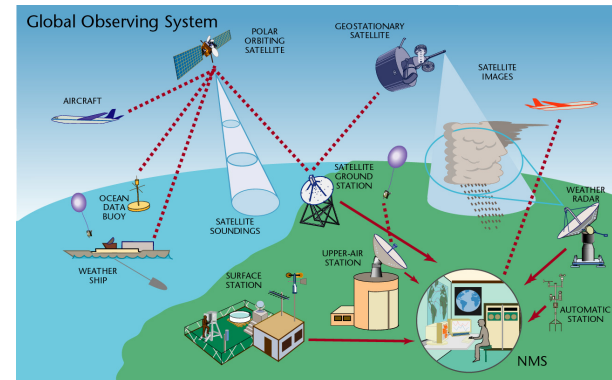 Global Observing System
POLAR
ORBITING
SATELLITE
GEOSTATIONARY
SATELLITE
SATELLITE
IMAGES
AIRCRAFT
OCEAN
DATA
BUOY
SATELLITE
SOUNDINGS
SATELLITE
GROUND
STATION
WEATHER
RADAR
WEATHER
SHIP
SURFACE
STATION
UPPER-AIR
STATION
AUTOMATIC
STATION
NMS